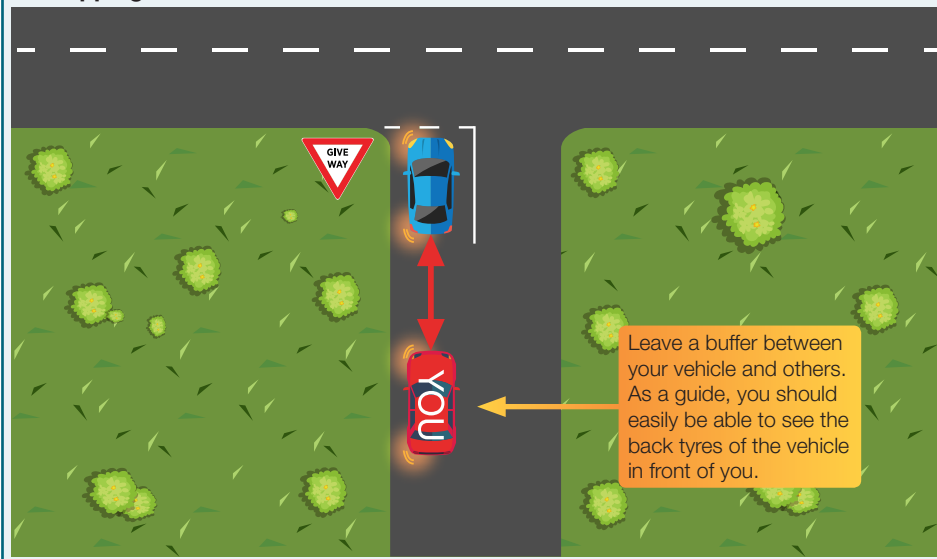 GIVE
WAY
YOU
Leave a buffer between
your vehicle and others.
As a guide, you should
easily be able to see the
back tyres of the vehicle
in front of you.